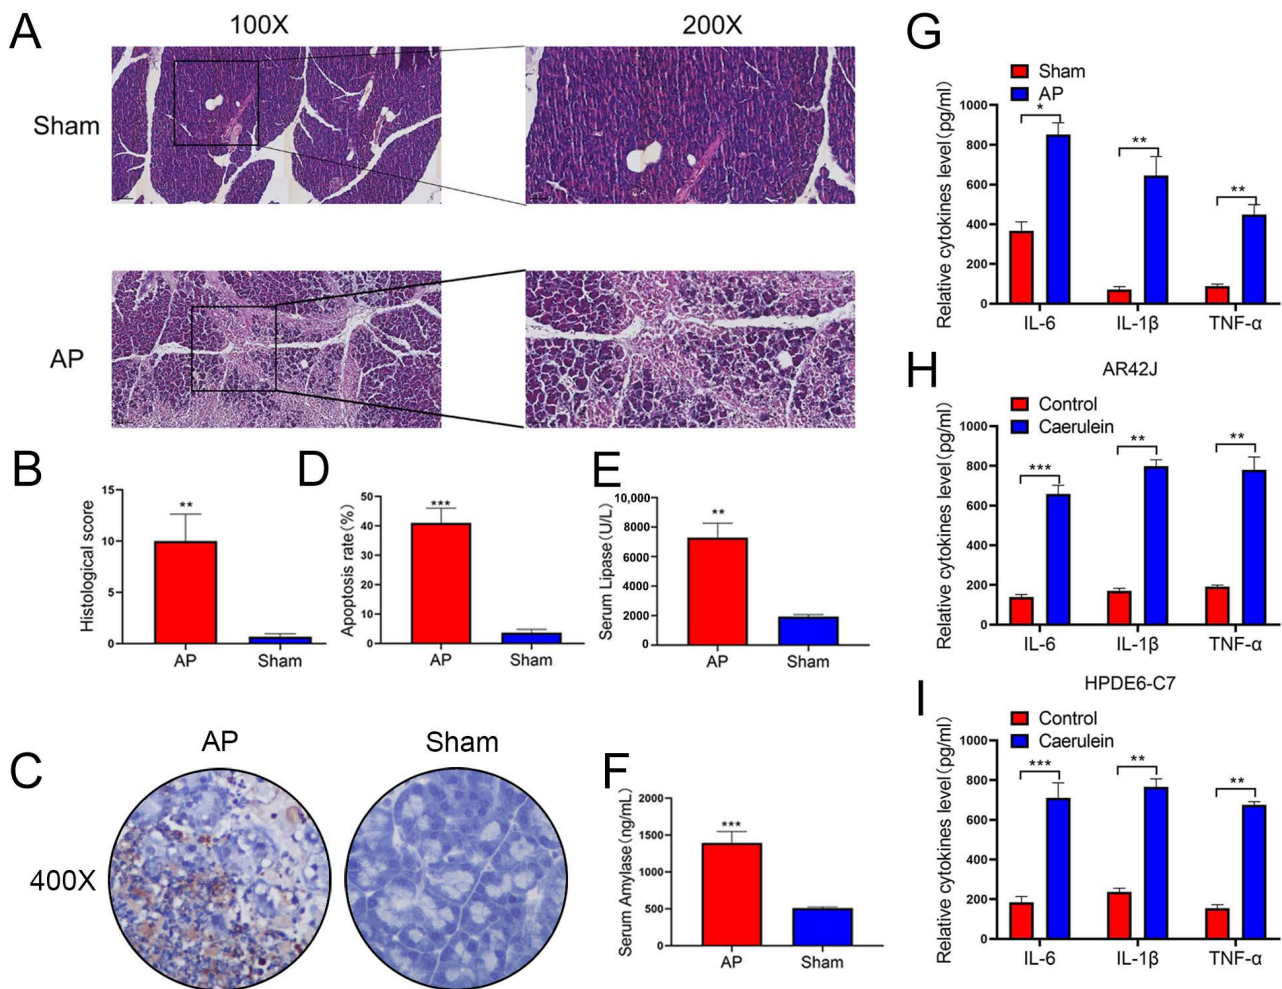 A
100X
200X
Sham
AP
B
Histological score
15
10
5
0
**
AP
Sham
D
Apoptosis rate(%)
50
40
30
20
10
0
***
AP
Sham
E
Serum Lipase(U/L)
10,000
8000
6000
4000
2000
0
**
AP
Sham
C
AP
Sham
400X
F
Serum Amylase(ng/mL)
2000
1500
1000
500
0
***
AP
Sham
G
Sham
AP
Relative cytokines level(pg/ml)
1000
800
600
400
200
0
*
**
**
IL-6
IL-1β
TNF-α
H
AR42J
Control
Caerulein
Relative cytokines level(pg/ml)
1000
800
600
400
200
0
***
**
**
IL-6
IL-1β
TNF-α
I
HPDE6-C7
Control
Caerulein
Relative cytokines level(pg/ml)
1000
800
600
400
200
0
***
**
**
IL-6
IL-1β
TNF-α